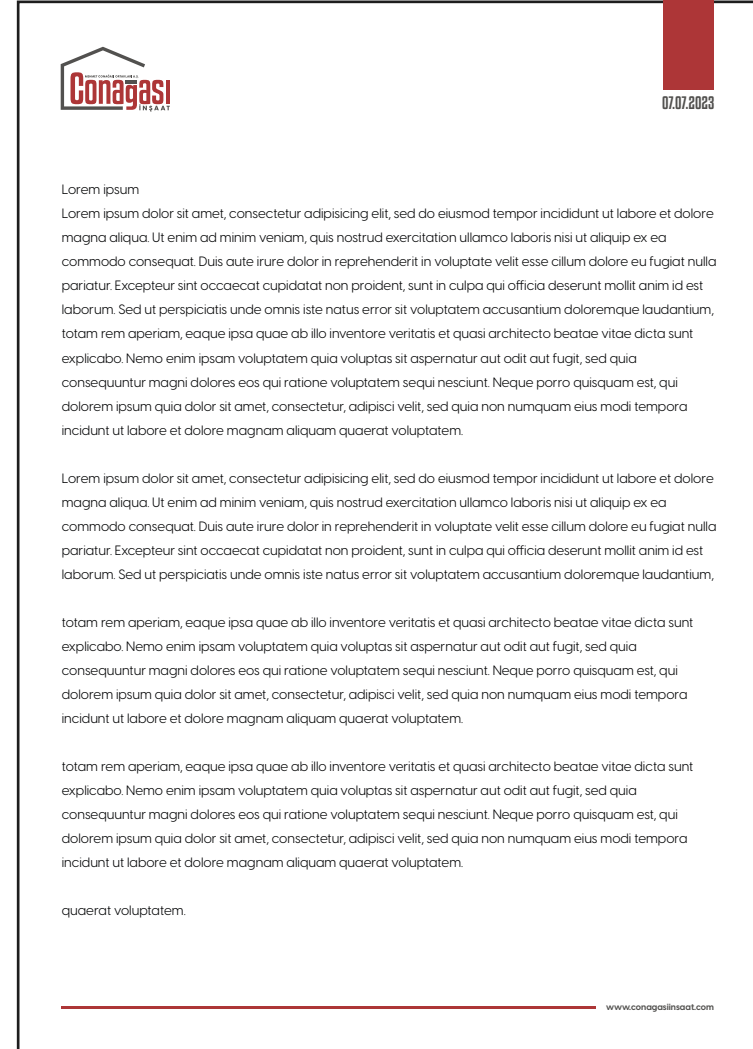 Conağası
İNŞAAT
07.07.2023
Lorem ipsum
Lorem ipsum dolor sit amet, consectetur adipisicing elit, sed do eiusmod tempor incididunt ut labore et dolore
magna aliqua. Ut enim ad minim veniam, quis nostrud exercitation ullamco laboris nisi ut aliquip ex ea
commodo consequat. Duis aute irure dolor in reprehenderit in voluptate velit esse cillum dolore eu fugiat nulla
pariatur. Excepteur sint occaecat cupidatat non proident, sunt in culpa qui officia deserunt mollit anim id est
laborum. Sed ut perspiciatis unde omnis iste natus error sit voluptatem accusantium doloremque laudantium,
totam rem aperiam, eaque ipsa quae ab illo inventore veritatis et quasi architecto beatae vitae dicta sunt
explicabo. Nemo enim ipsam voluptatem quia voluptas sit aspernatur aut odit aut fugit, sed quia
consequuntur magni dolores eos qui ratione voluptatem sequi nesciunt. Neque porro quisquam est, qui
dolorem ipsum quia dolor sit amet, consectetur, adipisci velit, sed quia non numquam eius modi tempora
incidunt ut labore et dolore magnam aliquam quaerat voluptatem.
Lorem ipsum dolor sit amet, consectetur adipisicing elit, sed do eiusmod tempor incididunt ut labore et dolore
magna aliqua. Ut enim ad minim veniam, quis nostrud exercitation ullamco laboris nisi ut aliquip ex ea
commodo consequat. Duis aute irure dolor in reprehenderit in voluptate velit esse cillum dolore eu fugiat nulla
pariatur. Excepteur sint occaecat cupidatat non proident, sunt in culpa qui officia deserunt mollit anim id est
laborum. Sed ut perspiciatis unde omnis iste natus error sit voluptatem accusantium doloremque laudantium,
totam rem aperiam, eaque ipsa quae ab illo inventore veritatis et quasi architecto beatae vitae dicta sunt
explicabo. Nemo enim ipsam voluptatem quia voluptas sit aspernatur aut odit aut fugit, sed quia
consequuntur magni dolores eos qui ratione voluptatem sequi nesciunt. Neque porro quisquam est, qui
dolorem ipsum quia dolor sit amet, consectetur, adipisci velit, sed quia non numquam eius modi tempora
incidunt ut labore et dolore magnam aliquam quaerat voluptatem.
totam rem aperiam, eaque ipsa quae ab illo inventore veritatis et quasi architecto beatae vitae dicta sunt
explicabo. Nemo enim ipsam voluptatem quia voluptas sit aspernatur aut odit aut fugit, sed quia
consequuntur magni dolores eos qui ratione voluptatem sequi nesciunt. Neque porro quisquam est, qui
dolorem ipsum quia dolor sit amet, consectetur, adipisci velit, sed quia non numquam eius modi tempora
incidunt ut labore et dolore magnam aliquam quaerat voluptatem.
quaerat voluptatem.
www.conagasiinsaat.com